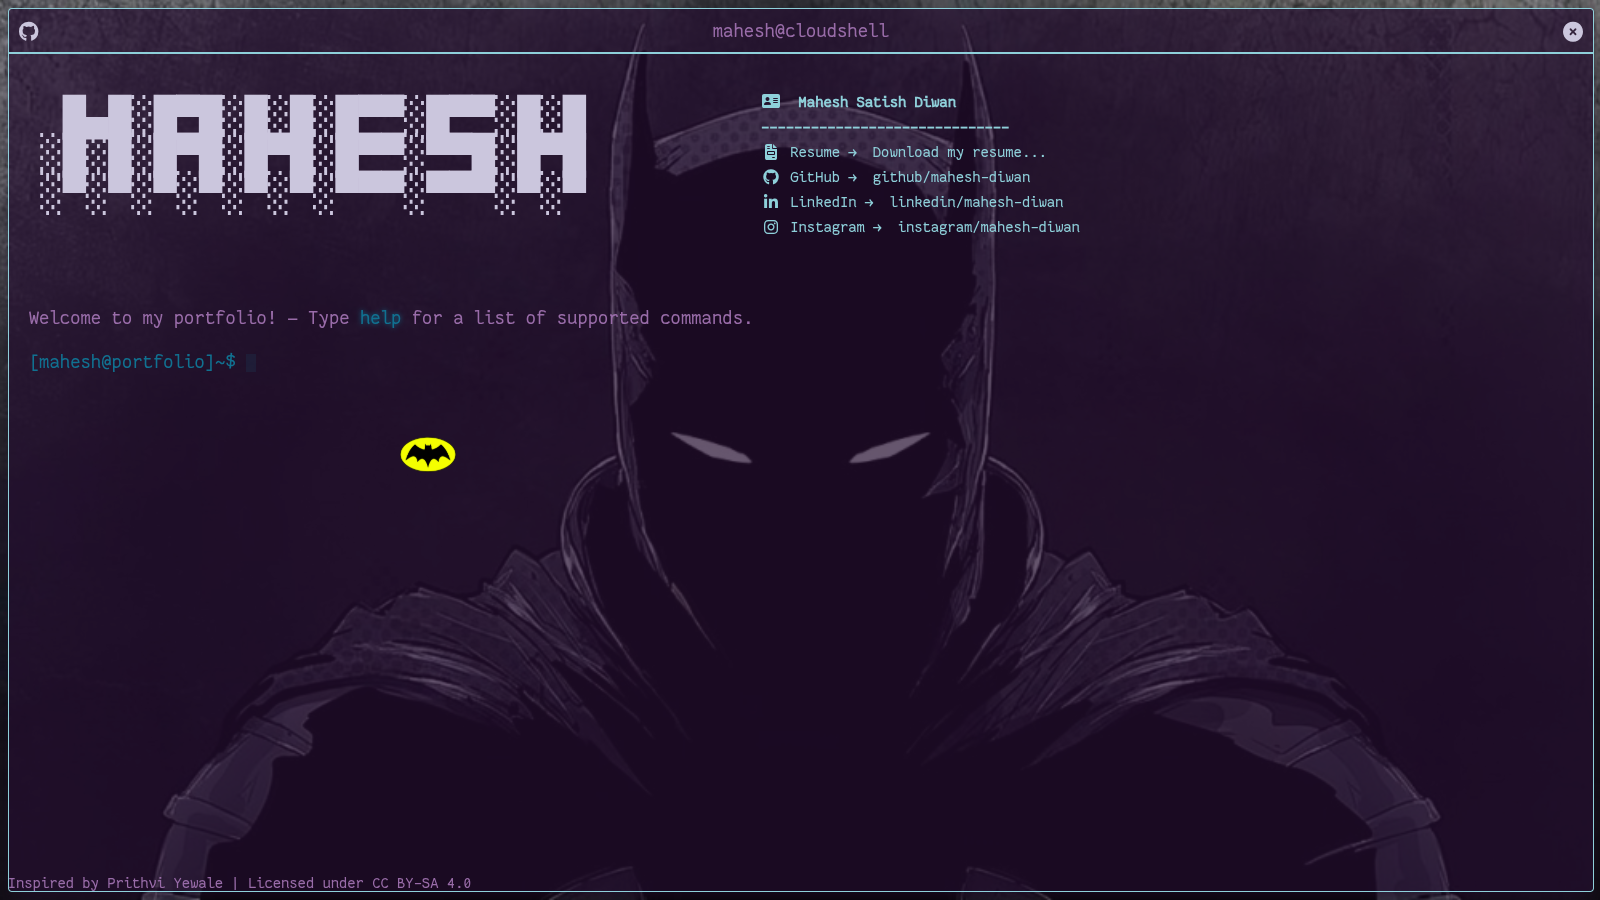 mahesh@cloudshell
MAHESH
Mahesh Satish Diwan
------------------------------
Resume → Download my resume...
GitHub → github/mahesh-diwan
LinkedIn → linkedin/mahesh-diwan
Instagram → instagram/mahesh-diwan
Welcome to my portfolio! — Type help for a list of supported commands.
[mahesh@portfolio]~$
Inspired by Prithvi Yewale | Licensed under CC BY-SA 4.0